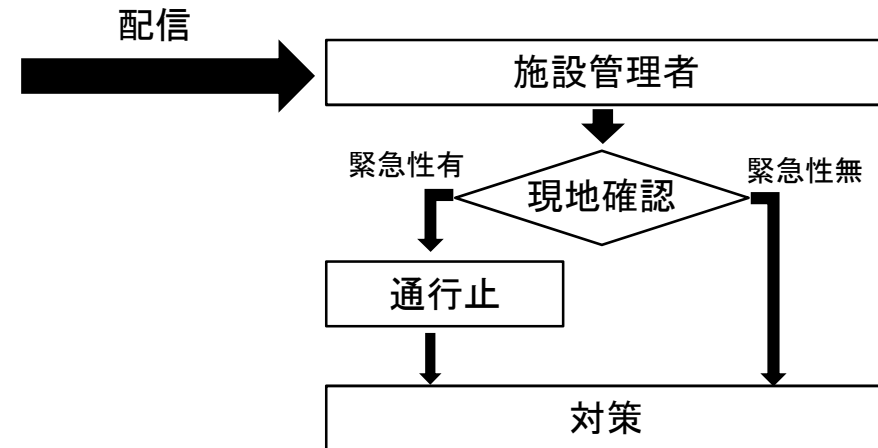 配信
施設管理者
緊急性有
緊急性無
現地確認
通行止
対策